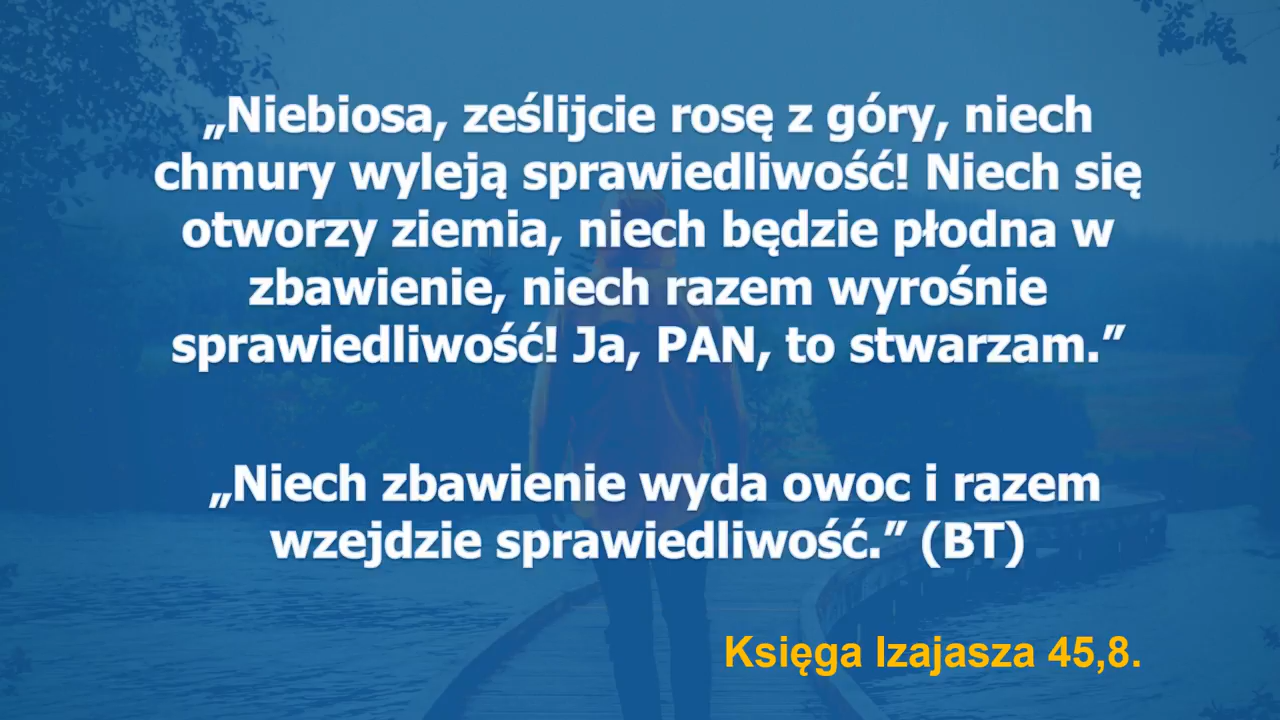 „Niebiosa, ześlijcie rosę z góry, niech
chmury wyleją sprawiedliwość! Niech się
otworzy ziemia, niech będzie płodna w
zbawienie, niech razem wyrośnie
sprawiedliwość! Ja, PAN, to stwarzam.”
„Niech zbawienie wyda owoc i razem
wzejdzie sprawiedliwość.” (BT)
Księga Izajasza 45,8.